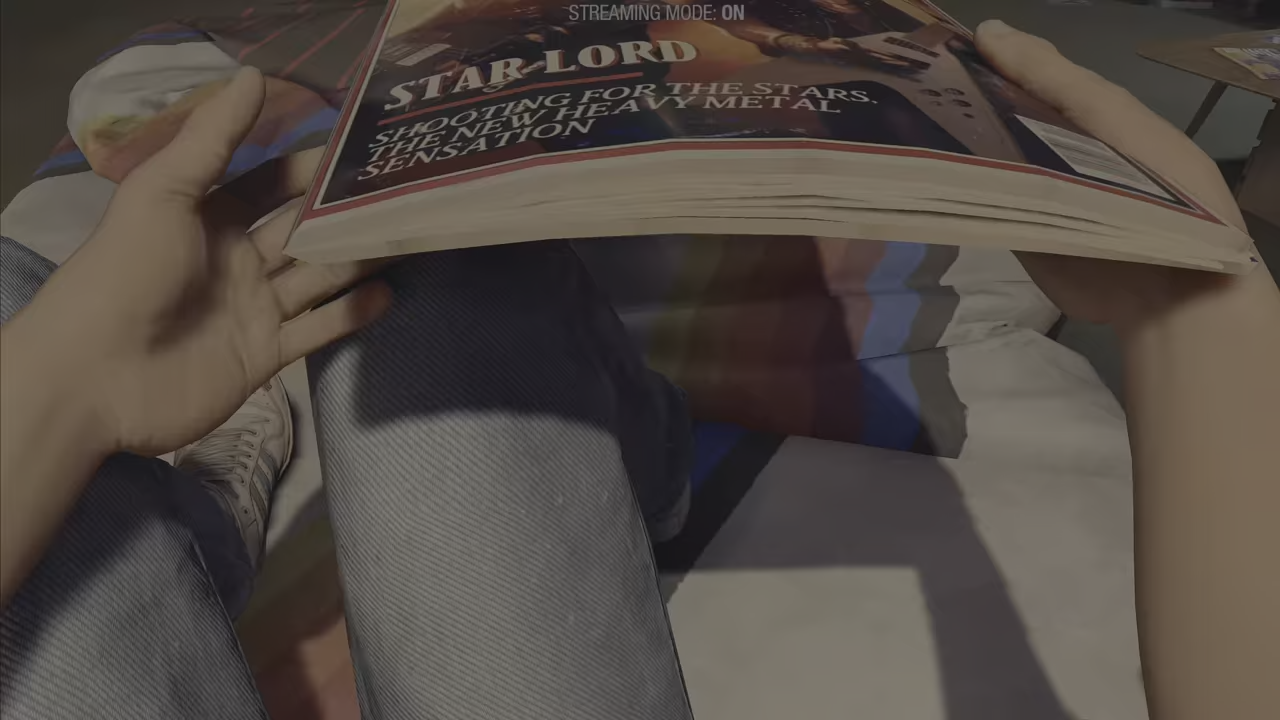 STREAMING MODE: ON
STAR-LORD
SHOOTING FOR THE STARS,
THE NEW HEAVY METAL
SENSATION